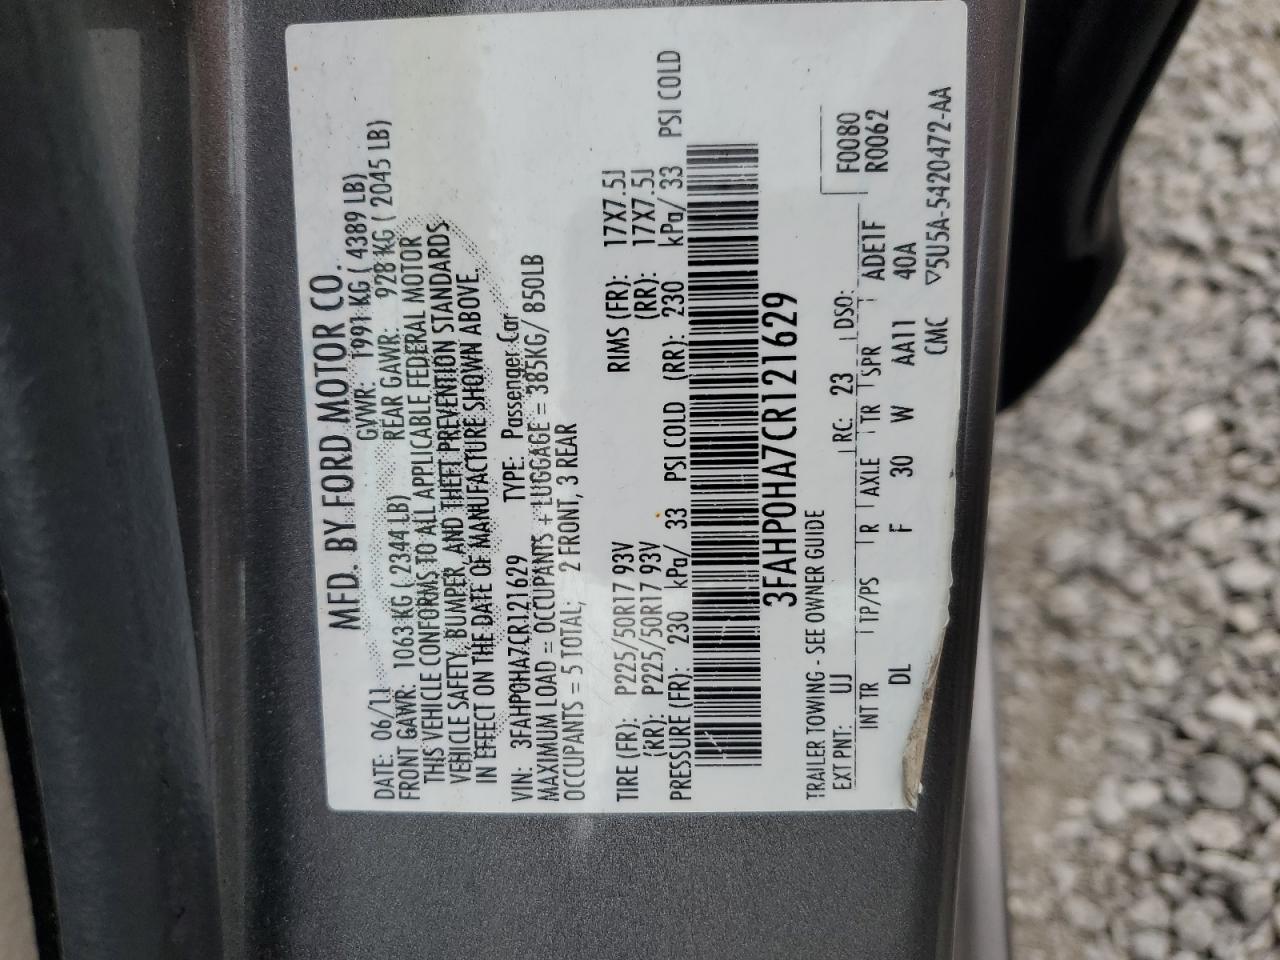 MFD. BY FORD MOTOR CO.
DATE: 06/11 GVWR: 1991 KG ( 4389 LB)
FRONT GAWR: 1063 KG ( 2344 LB) REAR GAWR: 928 KG ( 2045 LB)
THIS VEHICLE CONFORMS TO ALL APPLICABLE FEDERAL MOTOR
VEHICLE SAFETY, BUMPER, AND THEFT PREVENTION STANDARDS
IN EFFECT ON THE DATE OF MANUFACTURE SHOWN ABOVE.
VIN: 3FAHP0HA7CR121629 TYPE: Passenger Car
MAXIMUM LOAD = OCCUPANTS + LUGGAGE = 385KG/ 850LB
OCCUPANTS = 5 TOTAL; 2 FRONT, 3 REAR
TIRE (FR): P225/50R17 93V RIMS (FR): 17X7.5J
(RR): P225/50R17 93V (RR): 17X7.5J
PRESSURE (FR): 230 kPa/ 33 PSI COLD (RR): 230 kPa/ 33 PSI COLD
3FAHP0HA7CR121629
TRAILER TOWING - SEE OWNER GUIDE
F0080
EXT PNT: UJ RC: 23 DSO: R0062
INT TR TP/PS R AXLE TR SPR ADE1F
DL F 30 W AA11 40A
CMC ▽5U5A-5420472-AA